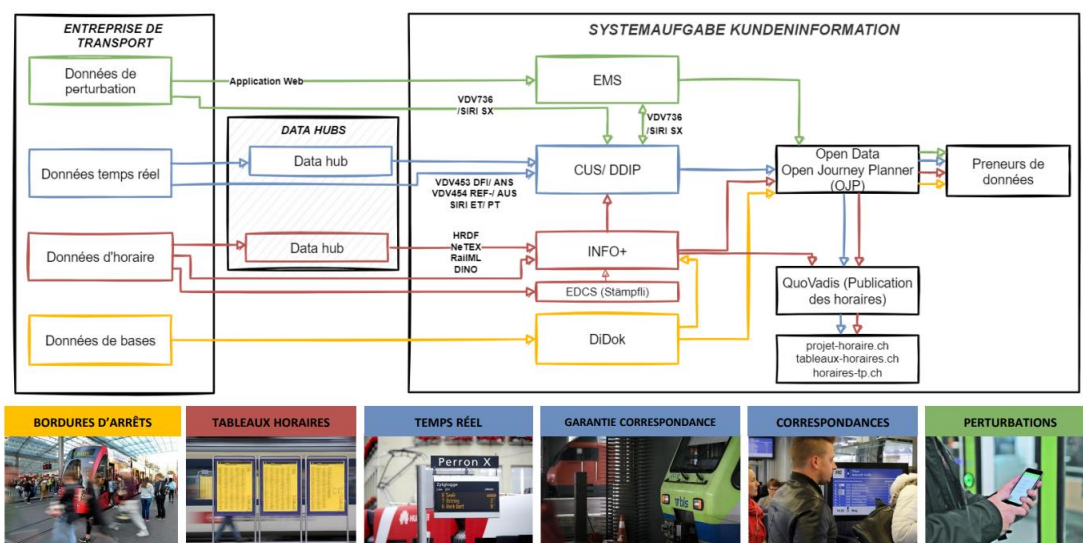 ENTREPRISE DE
TRANSPORT
SYSTEMAUFGABE KUNDENINFORMATION
Données de
perturbation
Application Web
EMS
VDV736
/SIRI SX
VDV736
/SIRI SX
DATA HUBS
Données temps réel
Data hub
CUS/ DDIP
Open Data
Open Journey Planner
(OJP)
Preneurs de
données
VDV453 DFI/ ANS
VDV454 REF-/ AUS
SIRI ET/ PT
Données d'horaire
Data hub
HRDF
NeTEX
RailML
DINO
INFO+
EDCS (Stämpfli)
QuoVadis (Publication
des horaires)
Données de bases
DiDok
projet-horaire.ch
tableaux-horaires.ch
horaires-tp.ch
BORDURES D'ARRÊTS
TABLEAUX HORAIRES
TEMPS RÉEL
GARANTIE CORRESPONDANCE
CORRESPONDANCES
PERTURBATIONS
Perron X
Zytglogge
bls